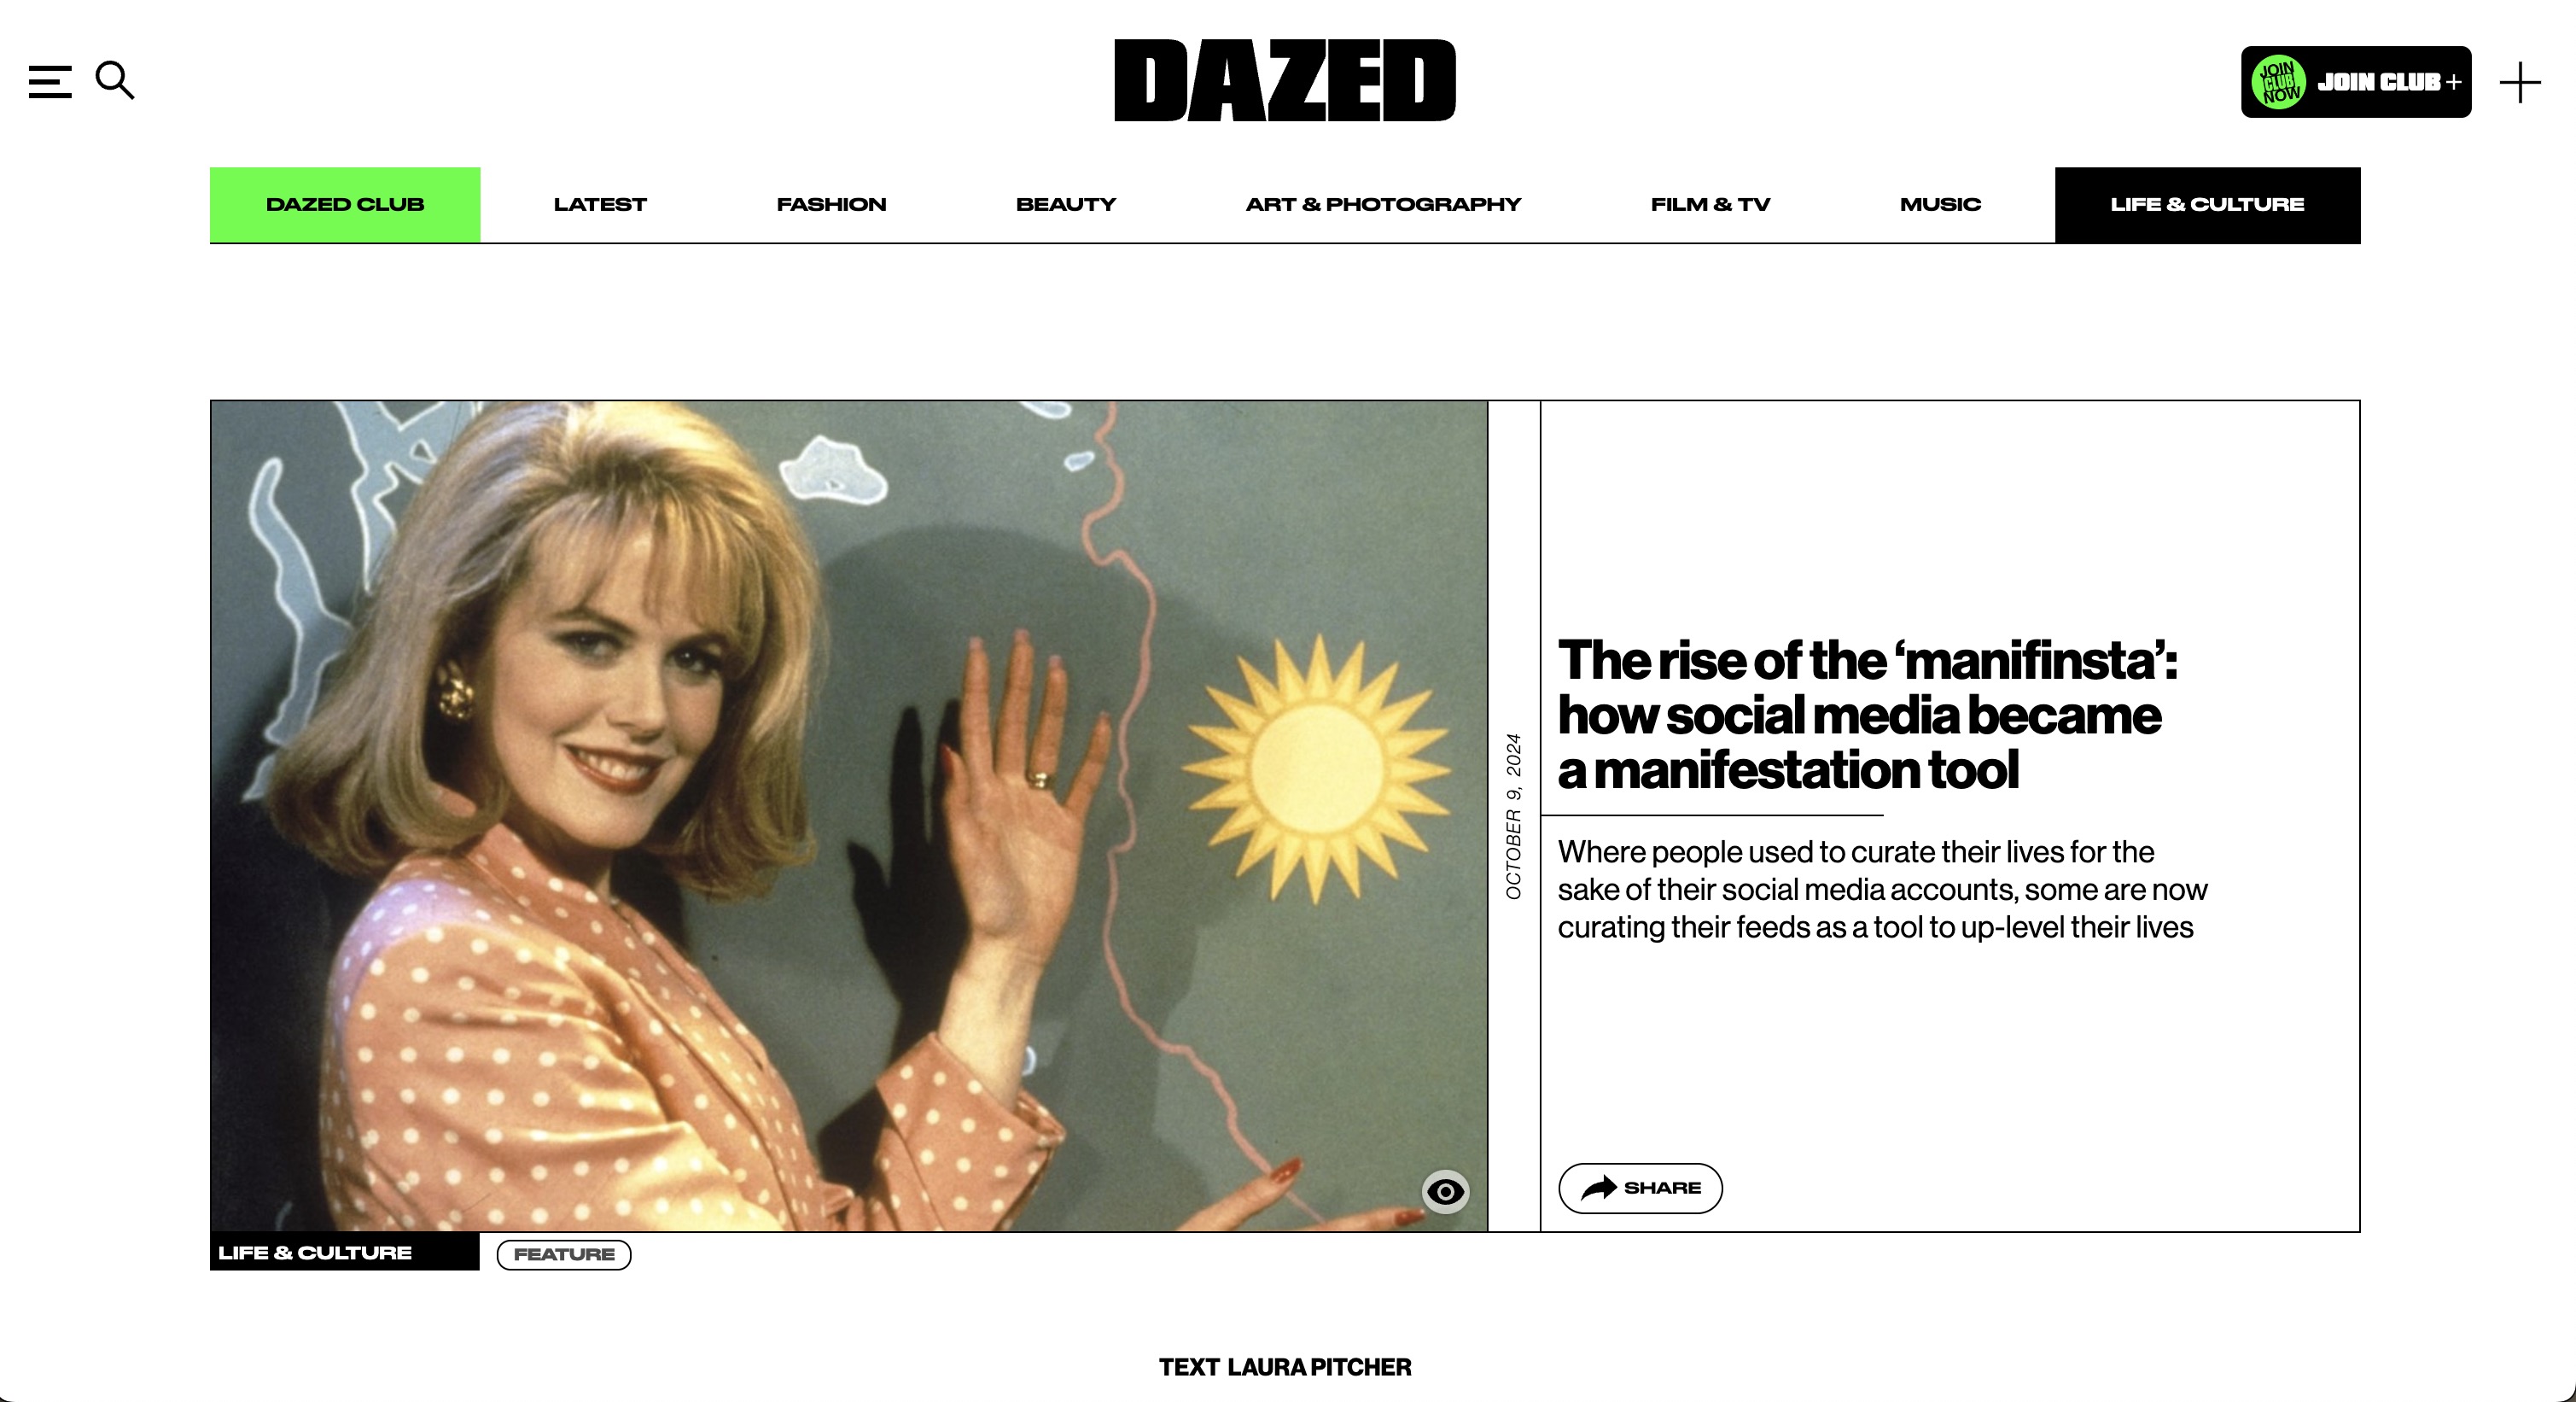 DAZED
JOIN CLUB NOW
JOIN CLUB +
DAZED CLUB
LATEST
FASHION
BEAUTY
ART & PHOTOGRAPHY
FILM & TV
MUSIC
LIFE & CULTURE
OCTOBER 9, 2024
The rise of the ‘manifinsta’:
how social media became
a manifestation tool
Where people used to curate their lives for the
sake of their social media accounts, some are now
curating their feeds as a tool to up-level their lives
SHARE
LIFE & CULTURE
FEATURE
TEXT LAURA PITCHER